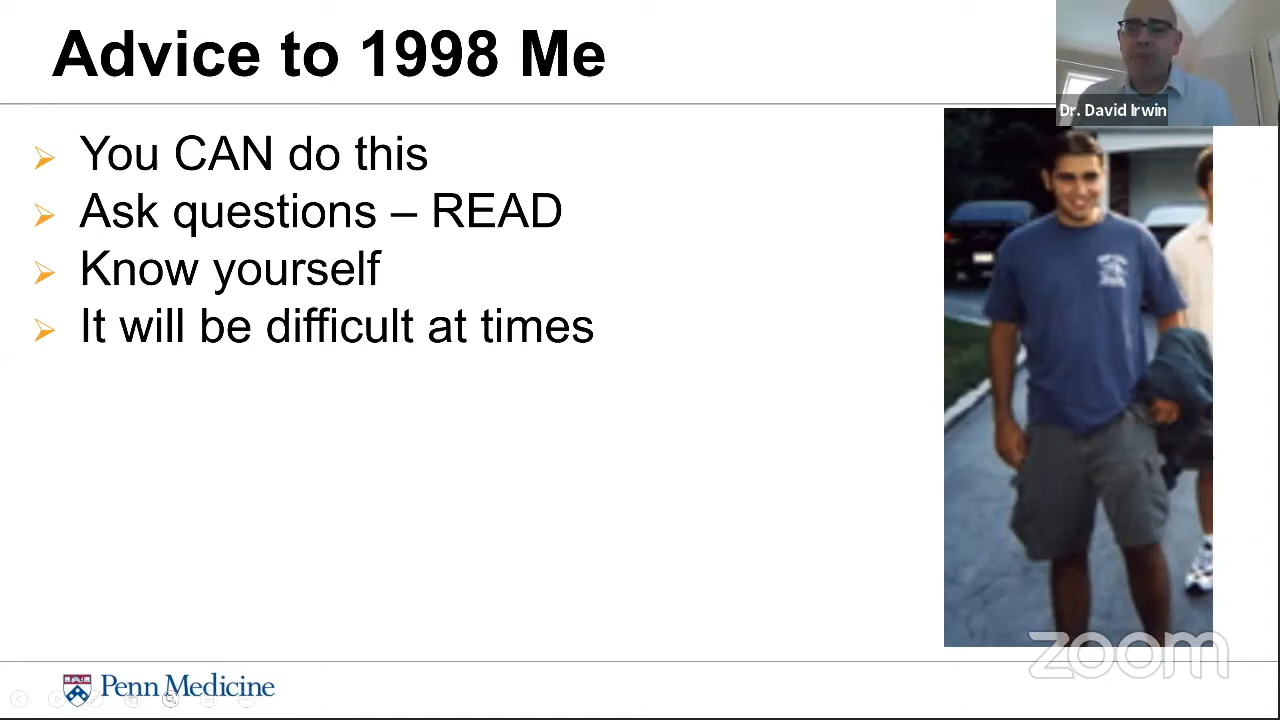 Advice to 1998 Me
Dr. David Irwin
➢ You CAN do this
➢ Ask questions – READ
➢ Know yourself
➢ It will be difficult at times
zoom
Penn Medicine